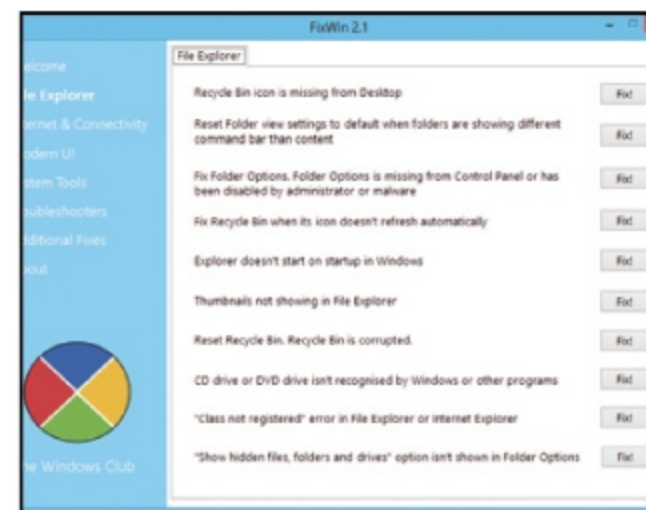 FixWin 2.1
elcome
File Explorer
le Explorer
ernet & Connectivity
odern UI
stem Tools
oubleshooters
dditional Fixes
bout
Recycle Bin icon is missing from Desktop
Fix!
Reset Folder view settings to default when folders are showing different
command bar than content
Fix!
Fix Folder Options. Folder Options is missing from Control Panel or has
been disabled by administrator or malware
Fix!
Fix Recycle Bin when its icon doesn't refresh automatically
Fix!
Explorer doesn't start on startup in Windows
Fix!
Thumbnails not showing in File Explorer
Fix!
Reset Recycle Bin. Recycle Bin is corrupted.
Fix!
CD drive or DVD drive isn't recognised by Windows or other programs
Fix!
"Class not registered" error in File Explorer or Internet Explorer
Fix!
"Show hidden files, folders and drives" option isn't shown in Folder Options
Fix!
he Windows Club